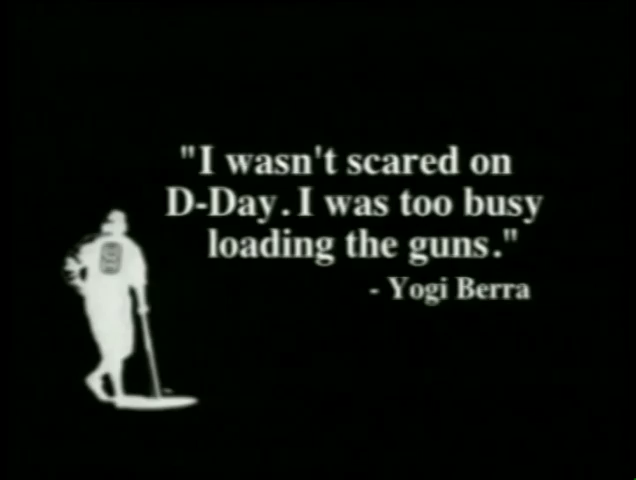 "I wasn't scared on
D-Day. I was too busy
loading the guns."
- Yogi Berra